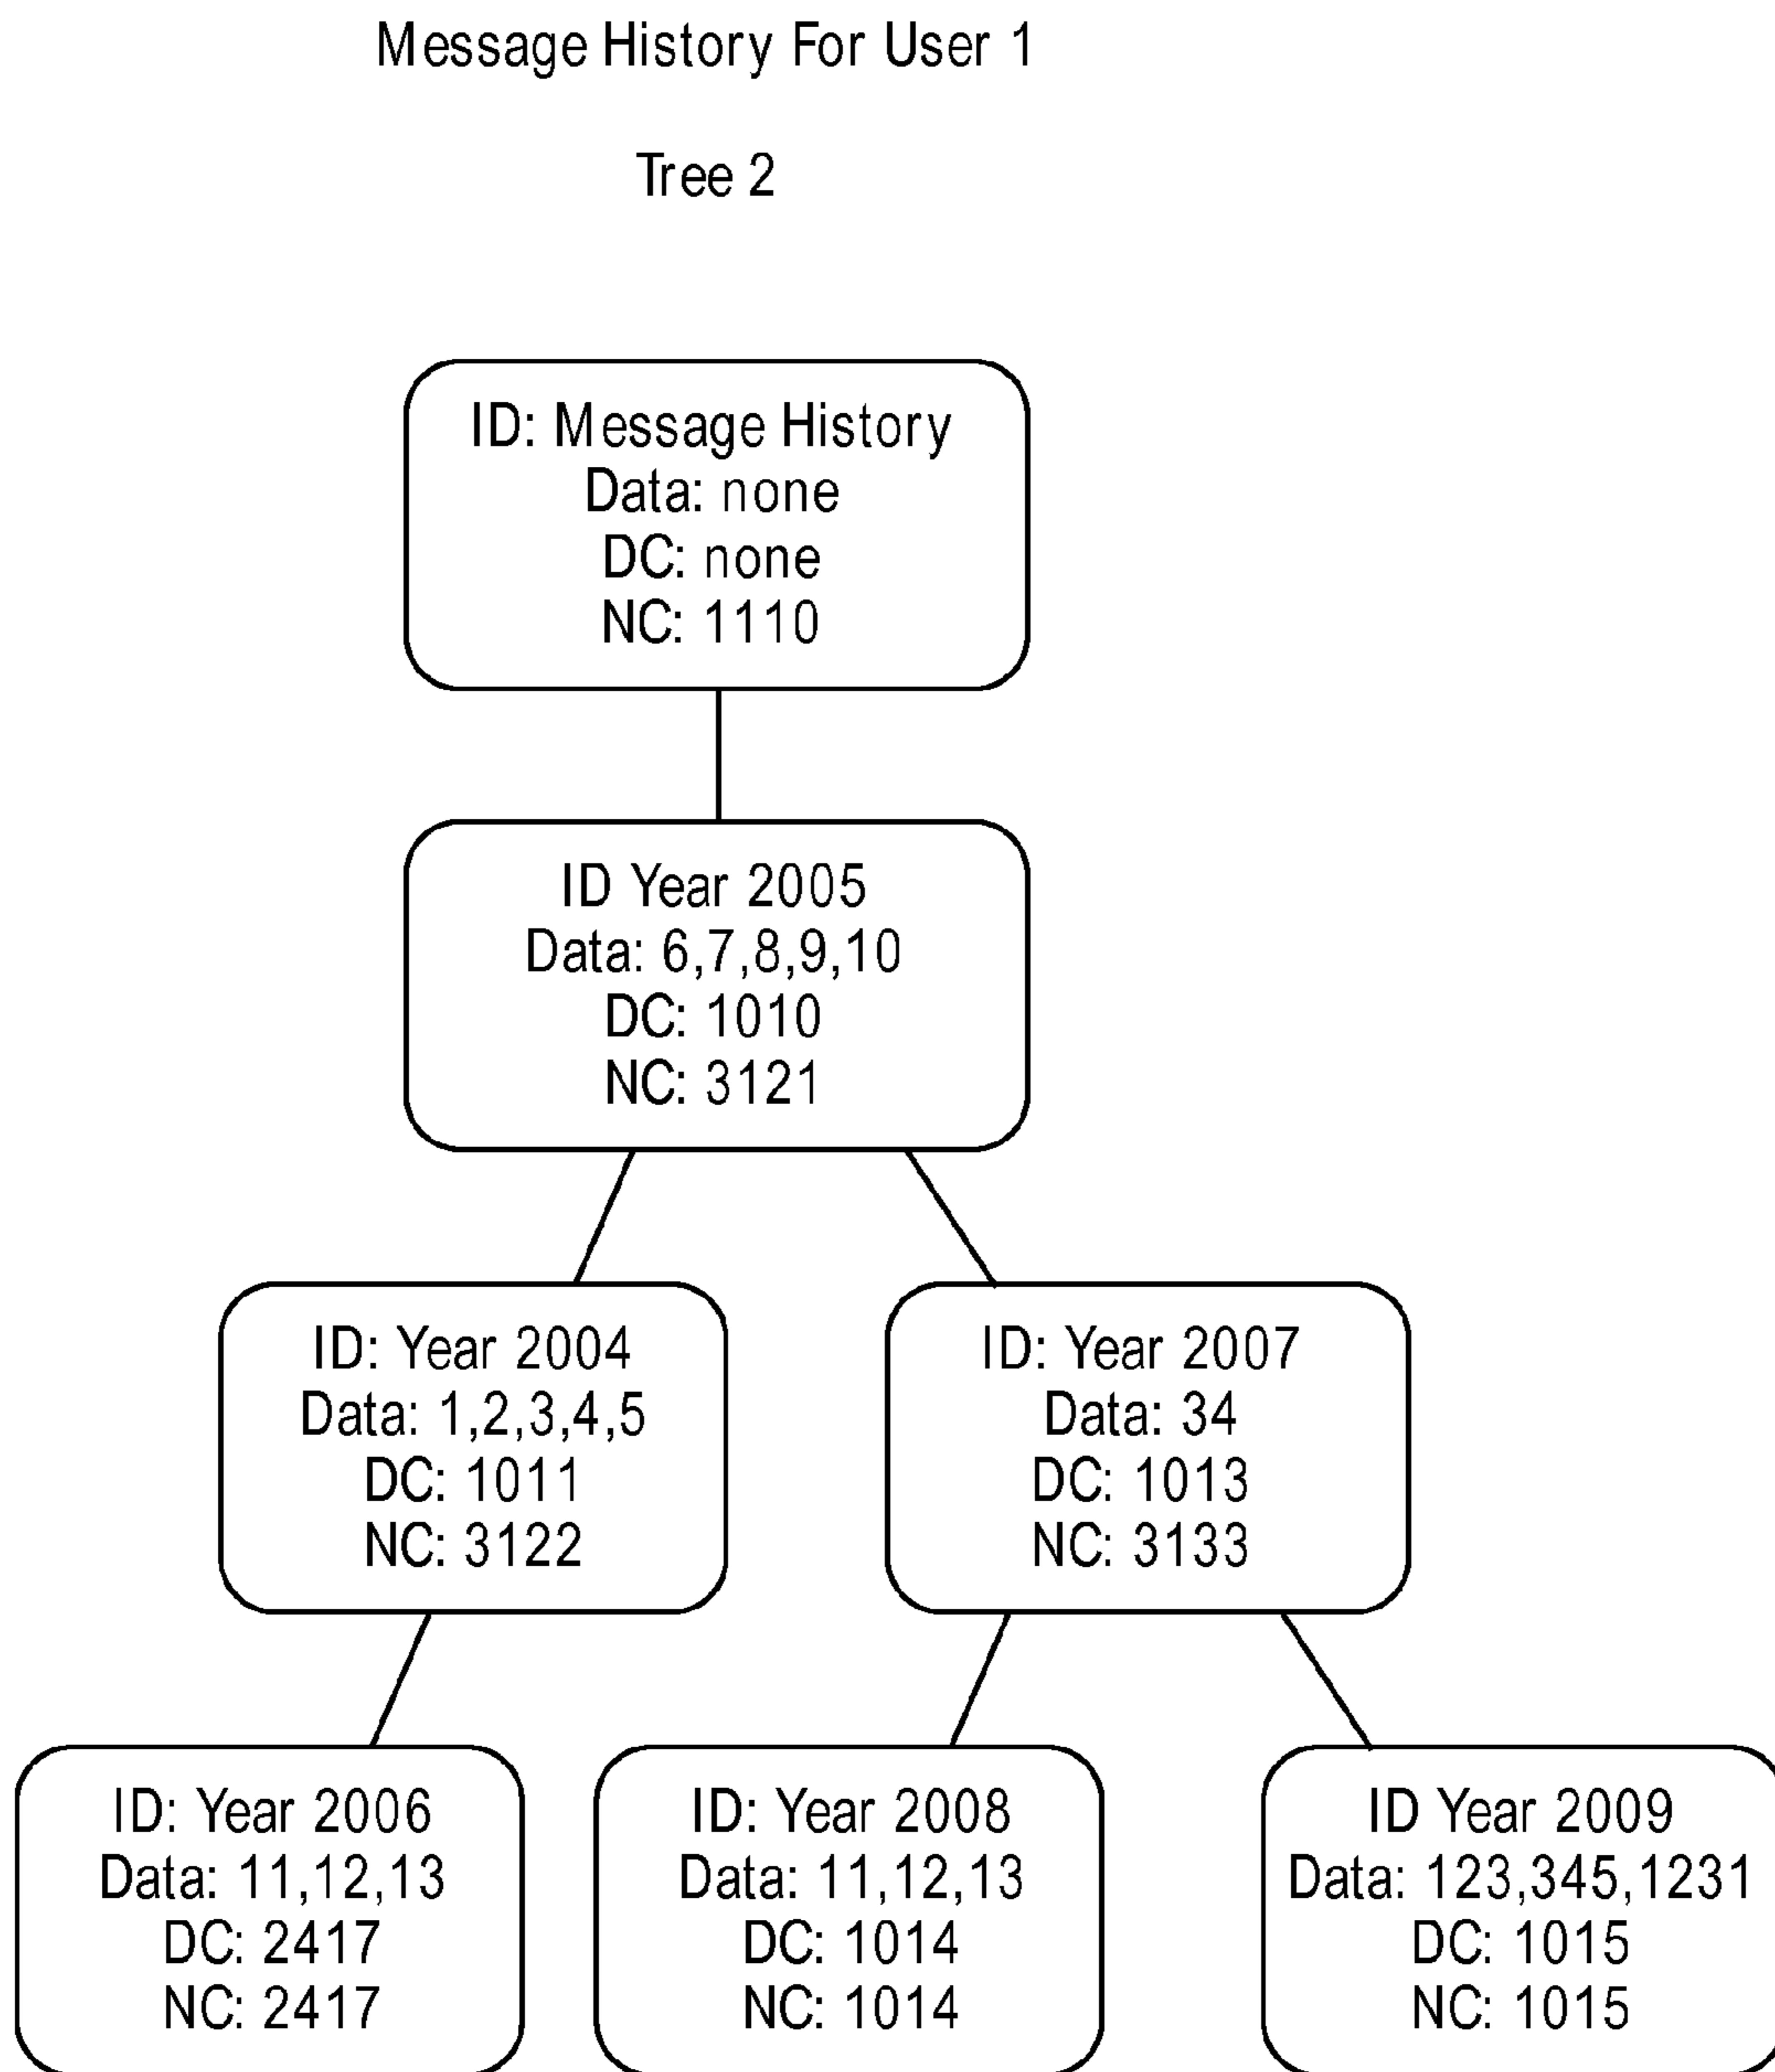 Message History For User 1
Tree 2
ID: Message History
Data: none
DC: none
NC: 1110
ID Year 2005
Data: 6,7,8,9,10
DC: 1010
NC: 3121
ID: Year 2004
Data: 1,2,3,4,5
DC: 1011
NC: 3122
ID: Year 2007
Data: 34
DC: 1013
NC: 3133
ID: Year 2006
Data: 11,12,13
DC: 2417
NC: 2417
ID: Year 2008
Data: 11,12,13
DC: 1014
NC: 1014
ID Year 2009
Data: 123,345,1231
DC: 1015
NC: 1015